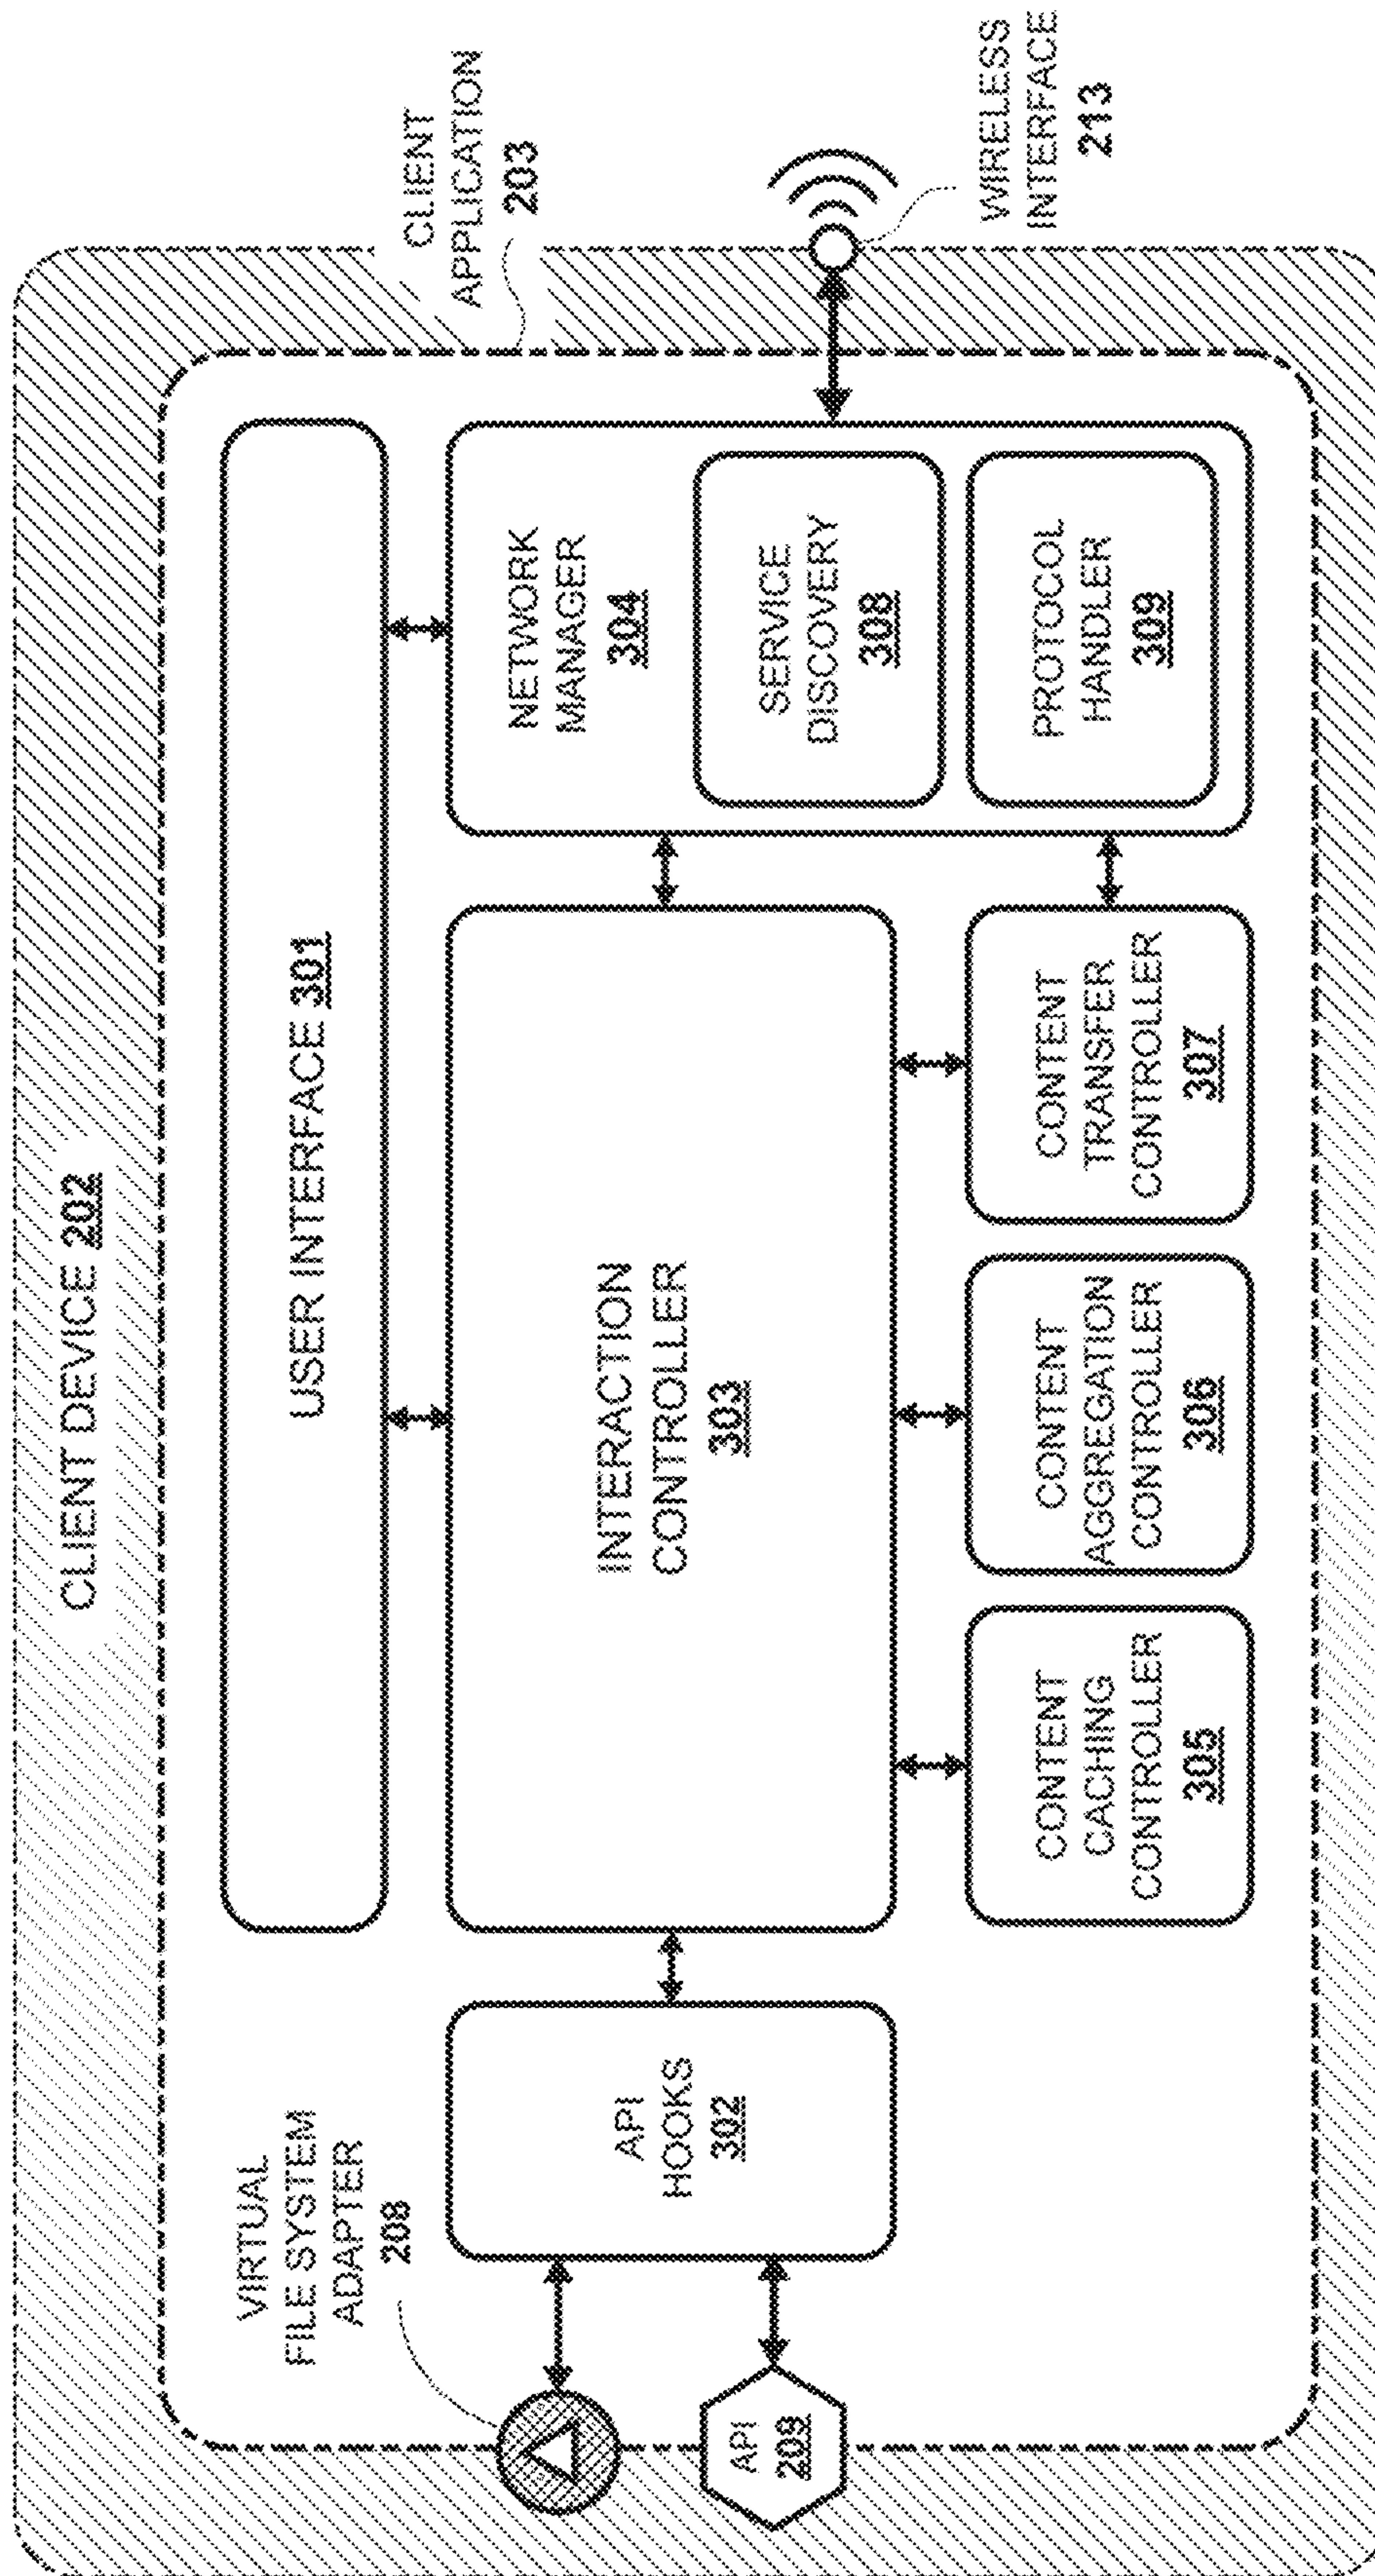 CLIENT DEVICE 202
CLIENT
APPLICATION
203
USER INTERFACE 301
VIRTUAL
FILE SYSTEM
ADAPTER
208
API
HOOKS
302
INTERACTION
CONTROLLER
303
NETWORK
MANAGER
304
SERVICE
DISCOVERY
308
PROTOCOL
HANDLER
309
WIRELESS
INTERFACE
213
API
209
CONTENT
CACHING
CONTROLLER
305
CONTENT
AGGREGATION
CONTROLLER
306
CONTENT
TRANSFER
CONTROLLER
307